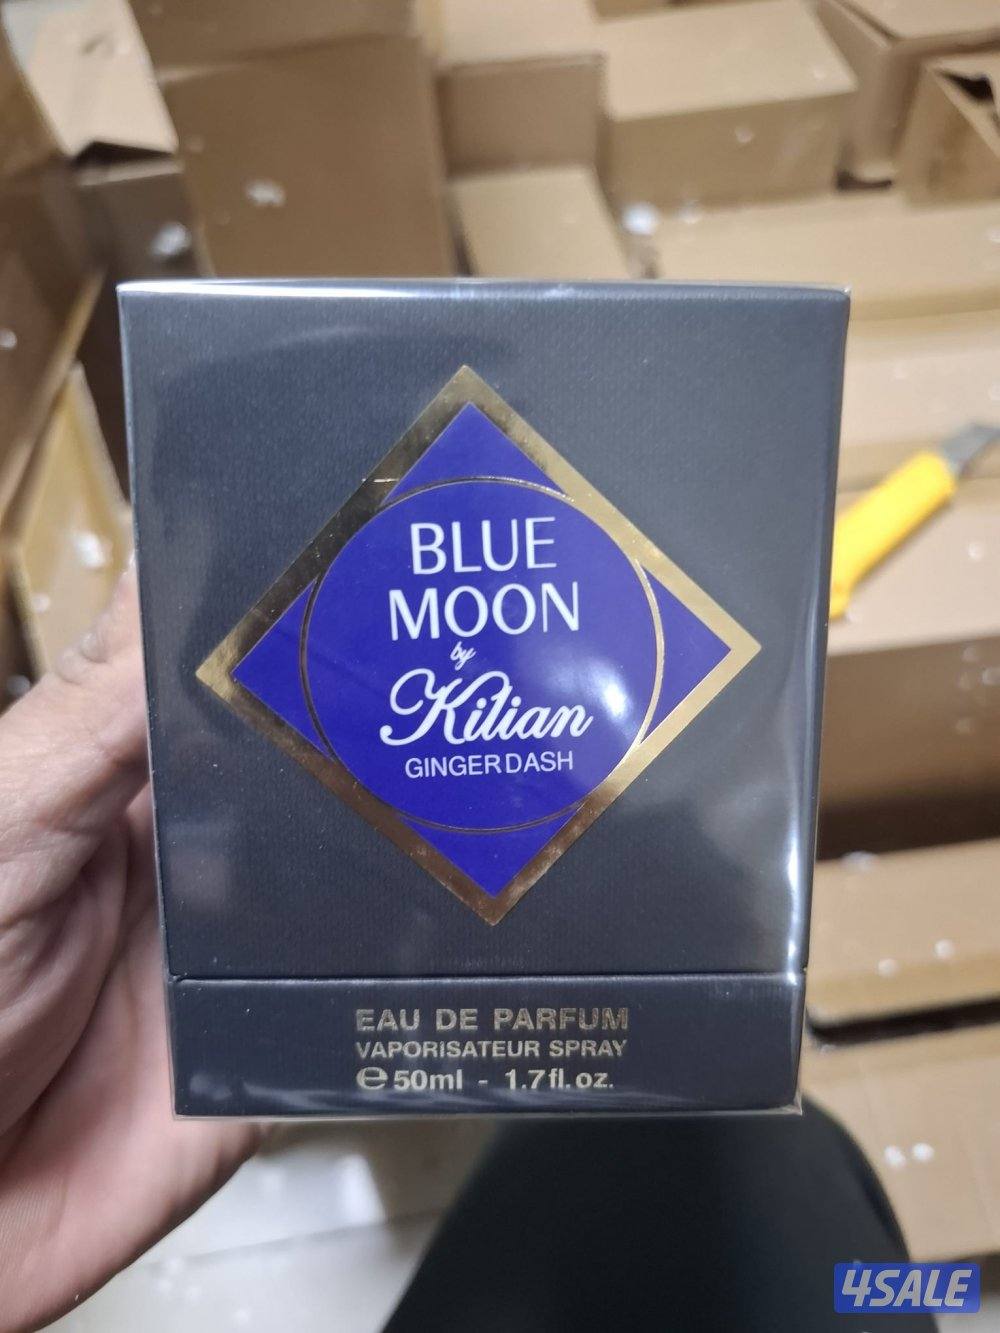 BLUE
MOON
by
Kilian
GINGER DASH
EAU DE PARFUM
VAPORISATEUR SPRAY
℮ 50ml - 1.7fl.oz.
4SALE